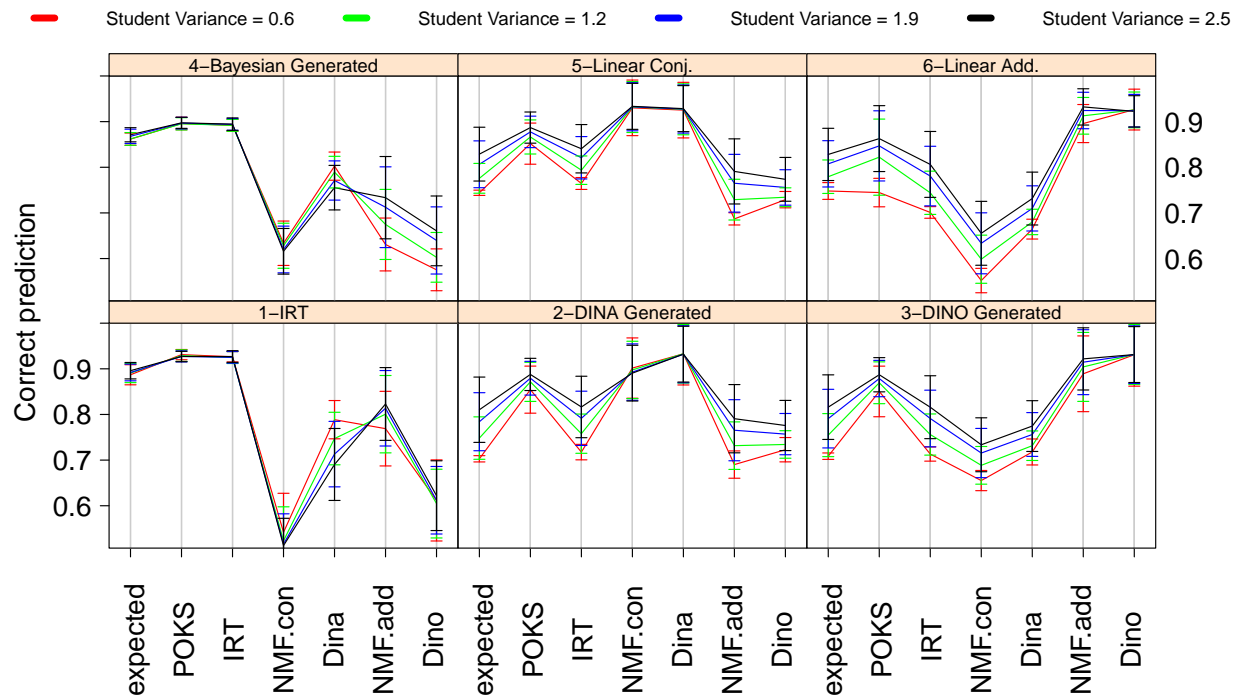 Student Variance = 0.6 Student Variance = 1.2 Student Variance = 1.9 Student Variance = 2.5
4−Bayesian Generated 5−Linear Conj. 6−Linear Add.
0.9
0.8
0.7
0.6
Correct prediction
1−IRT 2−DINA Generated 3−DINO Generated
0.9
0.8
0.7
0.6
expected POKS IRT NMF.con Dina NMF.add Dino expected POKS IRT NMF.con Dina NMF.add Dino expected POKS IRT NMF.con Dina NMF.add Dino